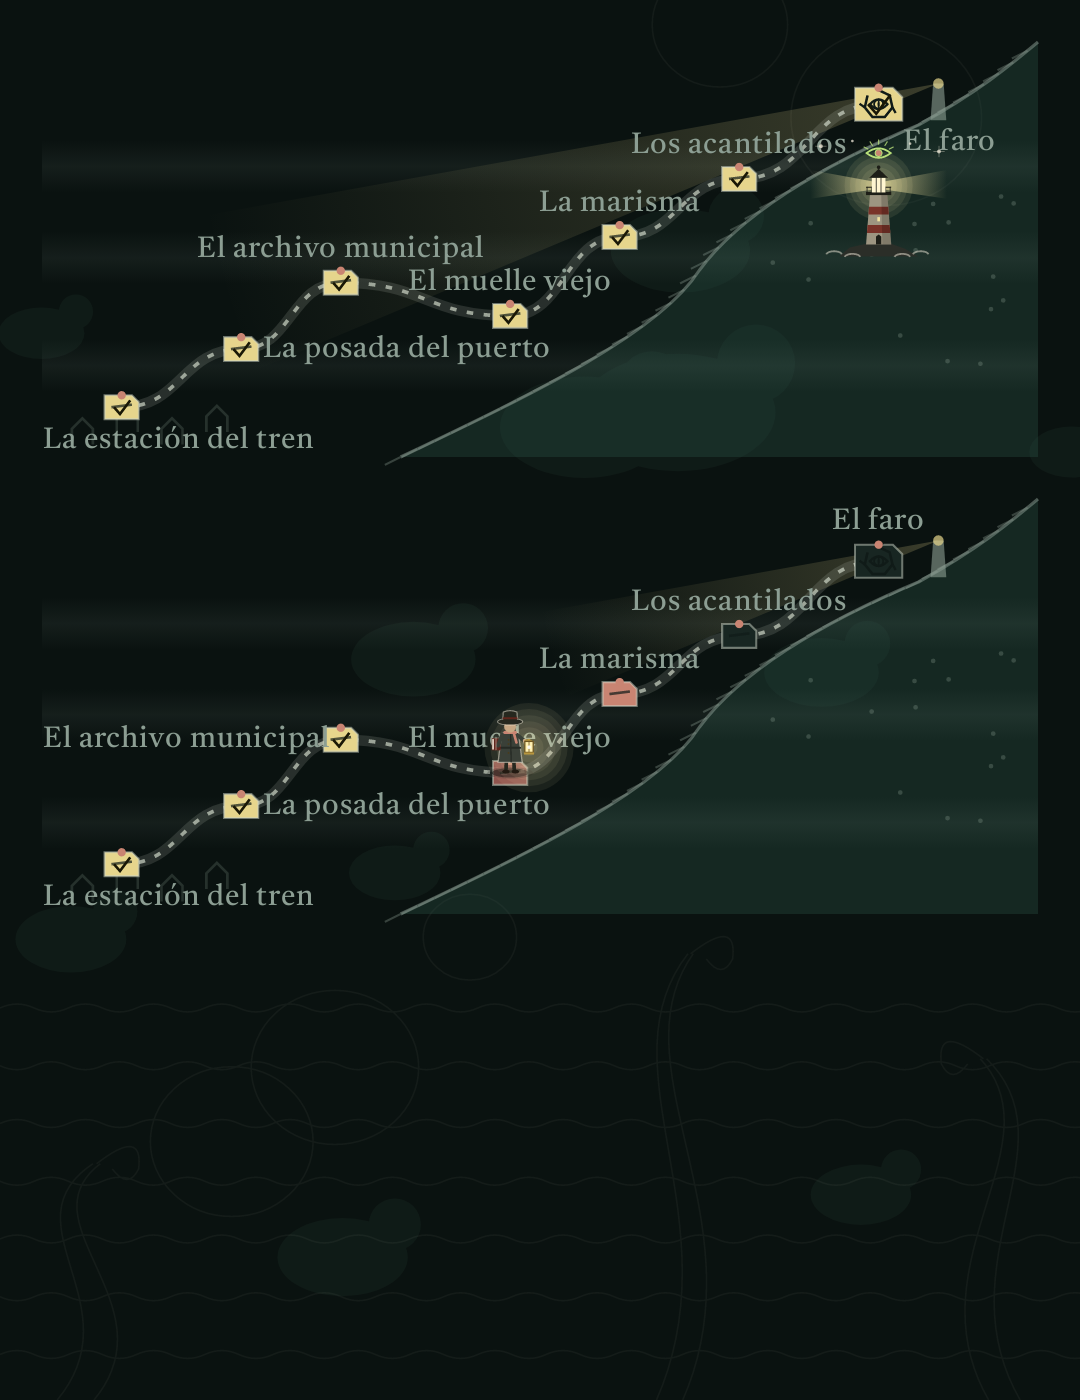 Los acantilados
El faro
La marisma
El archivo municipal
El muelle viejo
La posada del puerto
La estación del tren
El faro
Los acantilados
La marisma
El archivo municipal
El muelle viejo
La posada del puerto
La estación del tren